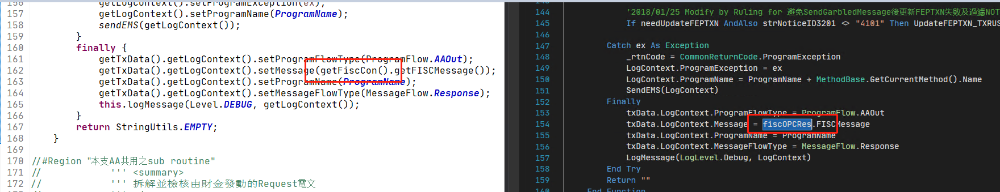 156 getLogContext().setProgramException(ex);
157 getLogContext().setProgramName(ProgramName);
158 sendEMS(getLogContext());
159 }
160 finally {
161 getTxData().getLogContext().setProgramFlowType(ProgramFlow.AAOut);
162 getTxData().getLogContext().setMessage(getFiscCon().getFISCMessage());
163 getTxData().getLogContext().setProgramName(ProgramName);
164 getTxData().getLogContext().setMessageFlowType(MessageFlow.Response);
165 this.logMessage(Level.DEBUG, getLogContext());
166 }
167 return StringUtils.EMPTY;
168 }
169
170 //#Region "本支AA共用之sub routine"
171 // ''' <summary>
172 // ''' 拆解並檢核由財金發動的Request電文
144 '2018/01/25 Modify by Ruling for 避免SendGarbledMessage後更新FEPTXN失敗及過濾NOT
145 If needUpdateFEPTXN AndAlso strNoticeID3201 <> "4101" Then UpdateFEPTXN_TXRUS
146
147 Catch ex As Exception
148 _rtnCode = CommonReturnCode.ProgramException
149 LogContext.ProgramException = ex
150 LogContext.ProgramName = ProgramName + MethodBase.GetCurrentMethod().Name
151 SendEMS(LogContext)
152 Finally
153 txData.LogContext.ProgramFlowType = ProgramFlow.AAOut
154 txData.LogContext.Message = fiscOPCRes.FISCMessage
155 txData.LogContext.ProgramName = ProgramName
156 txData.LogContext.MessageFlowType = MessageFlow.Response
157 LogMessage(LogLevel.Debug, LogContext)
158 End Try
159 Return ""
160 End Function